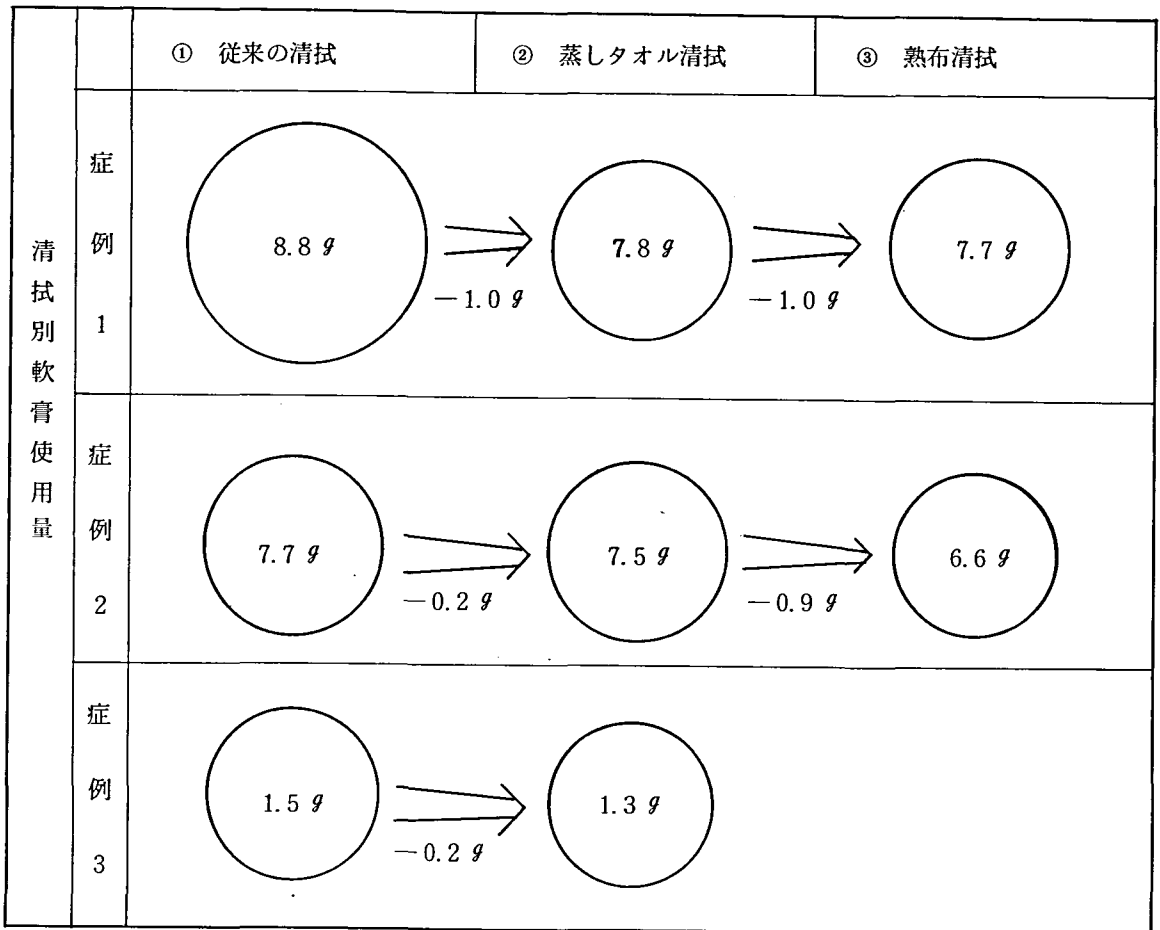 ① 従来の清拭
② 蒸しタオル清拭
③ 熟布清拭
清拭別軟膏使用量
症例1
8.8 g
−1.0 g
7.8 g
−1.0 g
7.7 g
症例2
7.7 g
−0.2 g
7.5 g
−0.9 g
6.6 g
症例3
1.5 g
−0.2 g
1.3 g